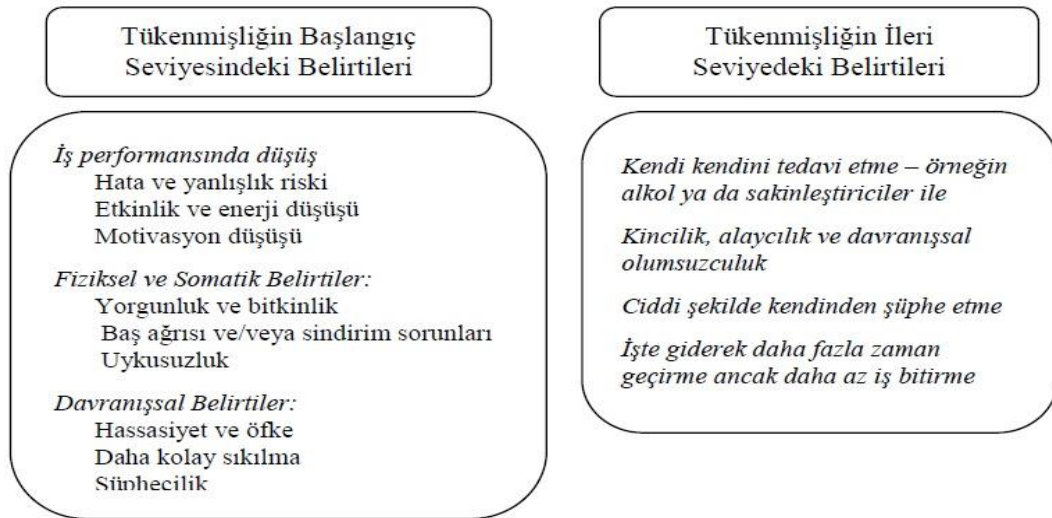 Tükenmişliğin Başlangıç
Seviyesindeki Belirtileri
İş performansında düşüş
Hata ve yanlışlık riski
Etkinlik ve enerji düşüşü
Motivasyon düşüşü
Fiziksel ve Somatik Belirtiler:
Yorgunluk ve bitkinlik
Baş ağrısı ve/veya sindirim sorunları
Uykusuzluk
Davranışsal Belirtiler:
Hassasiyet ve öfke
Daha kolay sıkılma
Şüphecilik
Tükenmişliğin İleri
Seviyedeki Belirtileri
Kendi kendini tedavi etme – örneğin
alkol ya da sakinleştiriciler ile
Kincilik, alaycılık ve davranışsal
olumsuzculuk
Ciddi şekilde kendinden şüphe etme
İşte giderek daha fazla zaman
geçirme ancak daha az iş bitirme